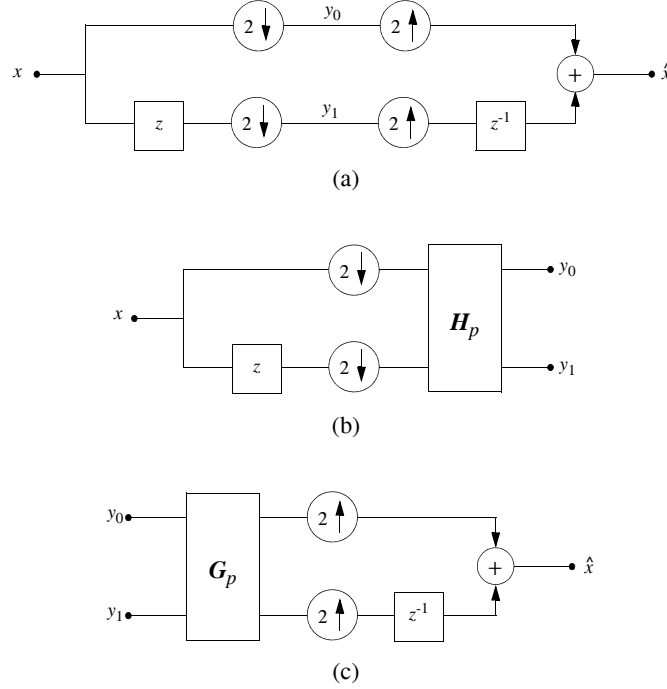 y0
2 2
x + x̂
z 2 y1 2 z-1
(a)
2 y0
x Hp
z 2 y1
(b)
y0 2
Gp + x̂
y1 2 z-1
(c)